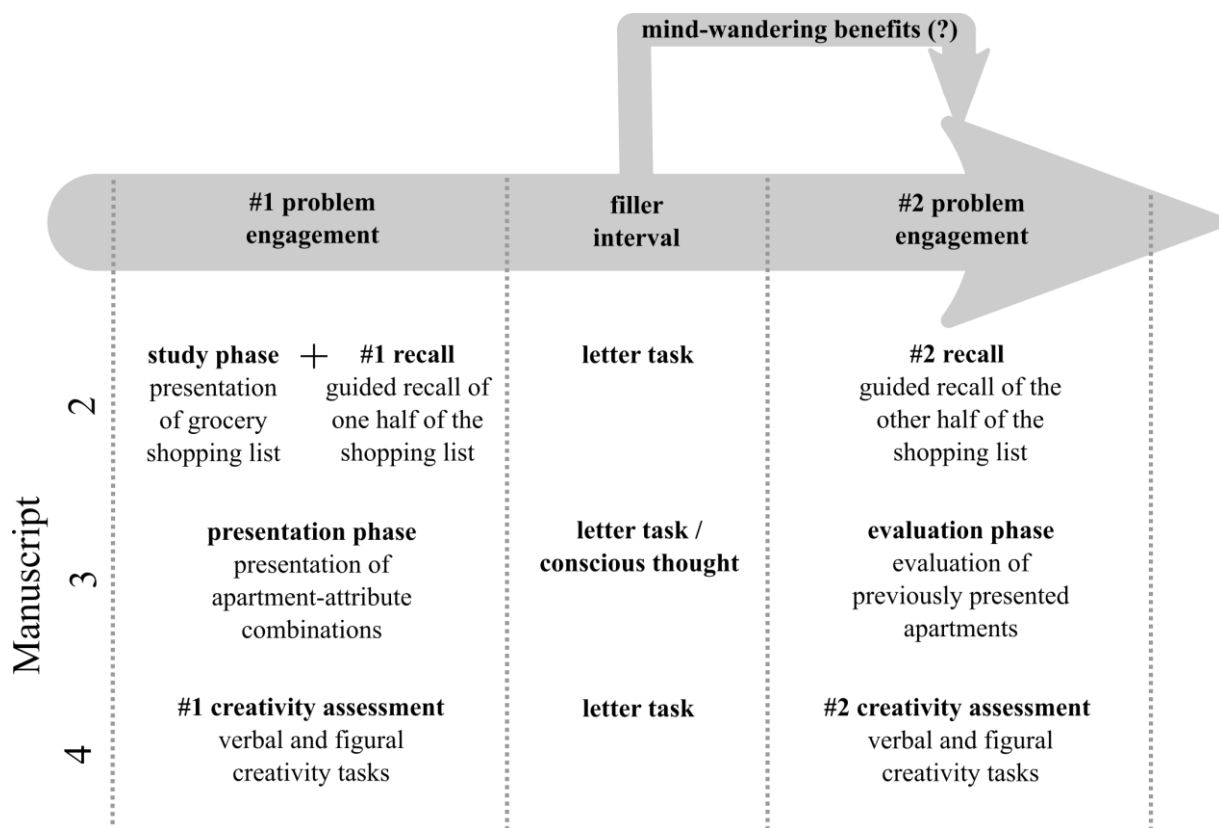 mind-wandering benefits (?)
#1 problem
engagement
filler
interval
#2 problem
engagement
Manuscript
2
study phase + #1 recall
presentation
of grocery
shopping list
guided recall of
one half of the
shopping list
letter task
#2 recall
guided recall of the
other half of the
shopping list
3
presentation phase
presentation of
apartment-attribute
combinations
letter task /
conscious thought
evaluation phase
evaluation of
previously presented
apartments
4
#1 creativity assessment
verbal and figural
creativity tasks
letter task
#2 creativity assessment
verbal and figural
creativity tasks